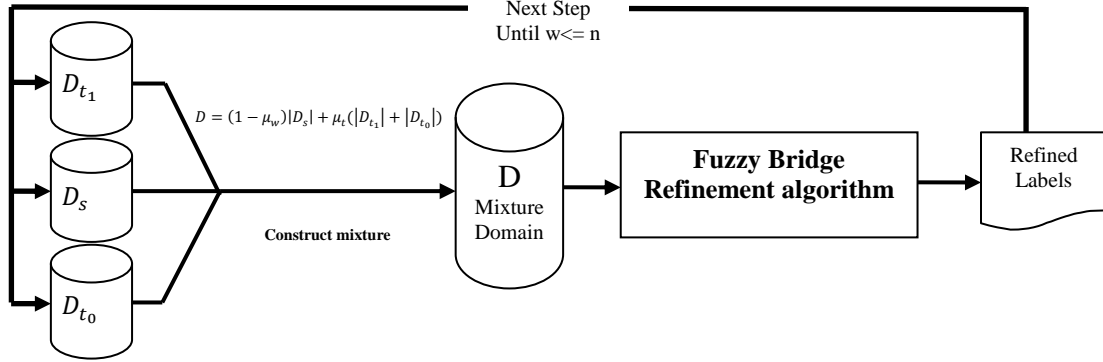 Next Step
Until w<= n
D_{t_1}
D = (1 − μ_w)|D_s| + μ_t(|D_{t_1}| + |D_{t_0}|)
D_s
D
Mixture
Domain
Fuzzy Bridge
Refinement algorithm
Refined
Labels
Construct mixture
D_{t_0}